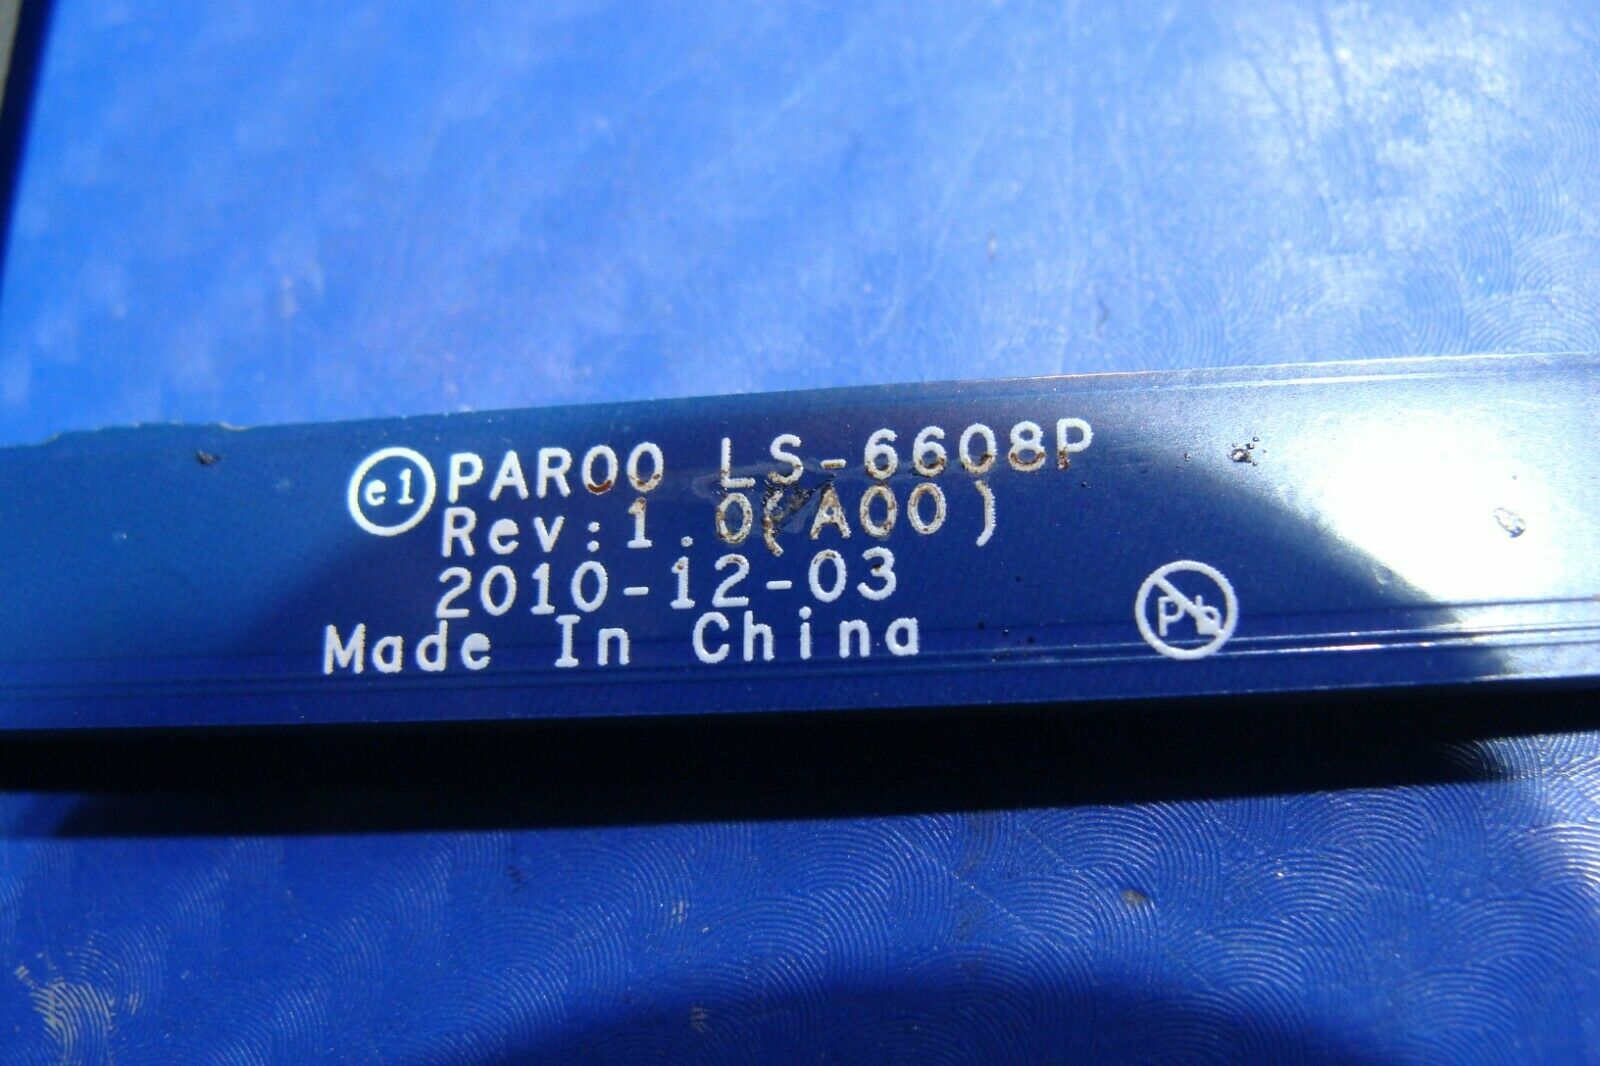 e1 PAR00 LS-6608P
Rev:1.0(A00)
2010-12-03
Made In China
Pb